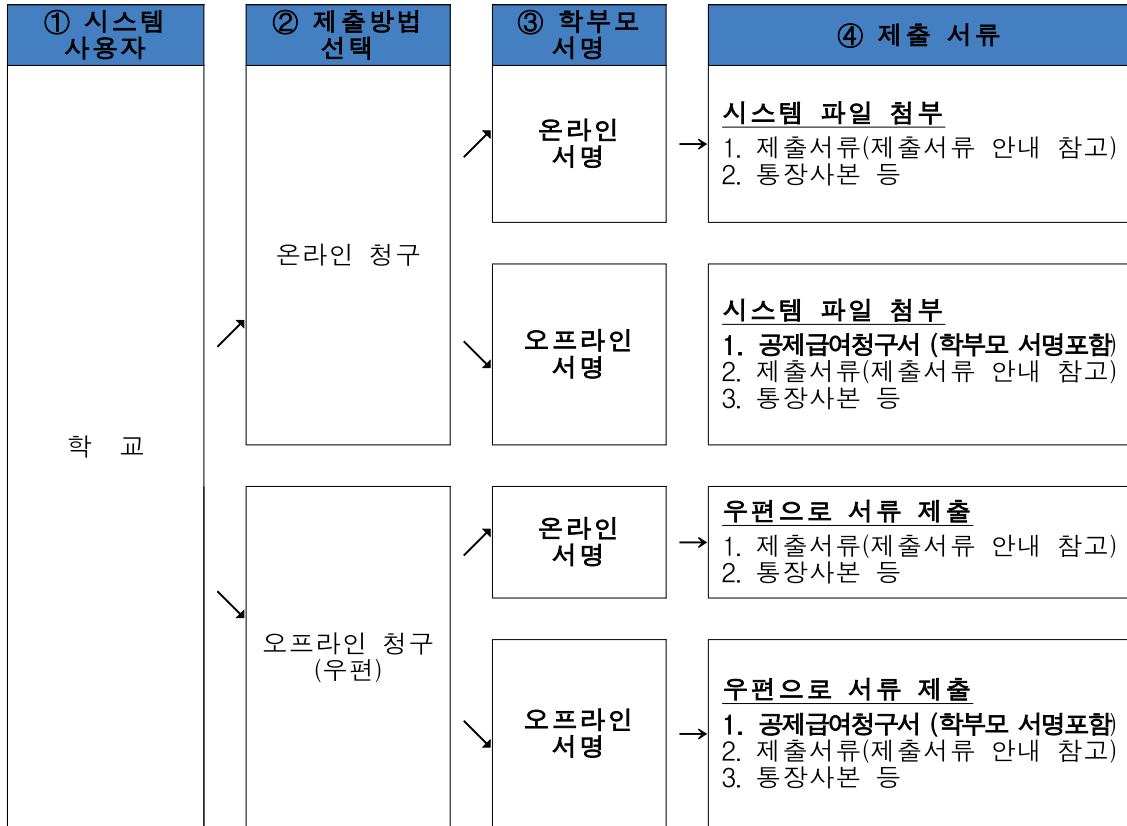 ① 시스템
사용자
② 제출방법
선택
③ 학부모
서명
④ 제출 서류
학 교
온라인 청구
온라인
서명
→
시스템 파일 첨부
1. 제출서류(제출서류 안내 참고)
2. 통장사본 등
오프라인
서명
→
시스템 파일 첨부
1. 공제급여청구서 (학부모 서명포함)
2. 제출서류(제출서류 안내 참고)
3. 통장사본 등
오프라인 청구
(우편)
온라인
서명
→
우편으로 서류 제출
1. 제출서류(제출서류 안내 참고)
2. 통장사본 등
오프라인
서명
→
우편으로 서류 제출
1. 공제급여청구서 (학부모 서명포함)
2. 제출서류(제출서류 안내 참고)
3. 통장사본 등